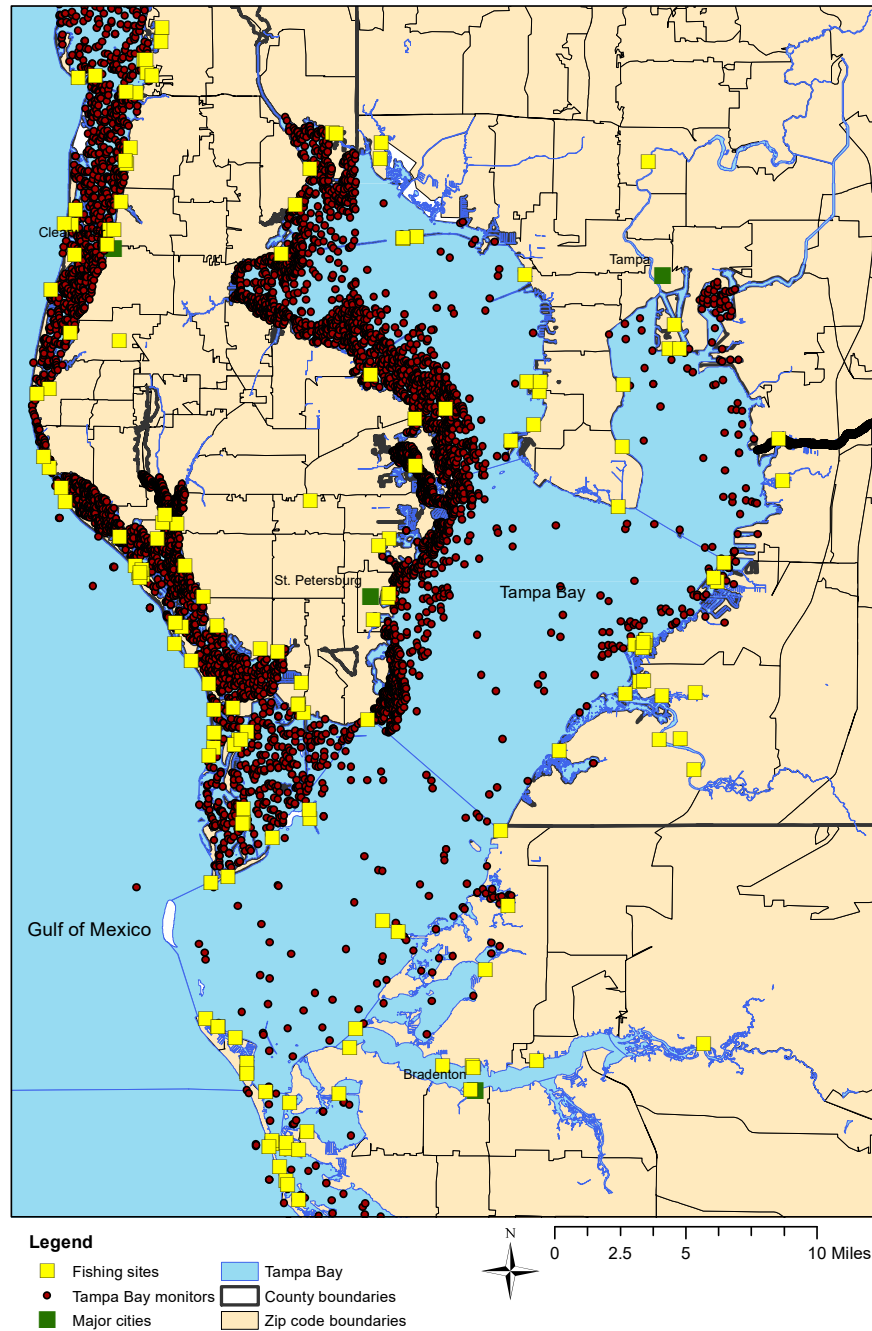 Clear
Tampa
St. Petersburg
Tampa Bay
Gulf of Mexico
Bradenton
Legend
Fishing sites
Tampa Bay monitors
Major cities
Tampa Bay
County boundaries
Zip code boundaries
N
0 2.5 5 10 Miles